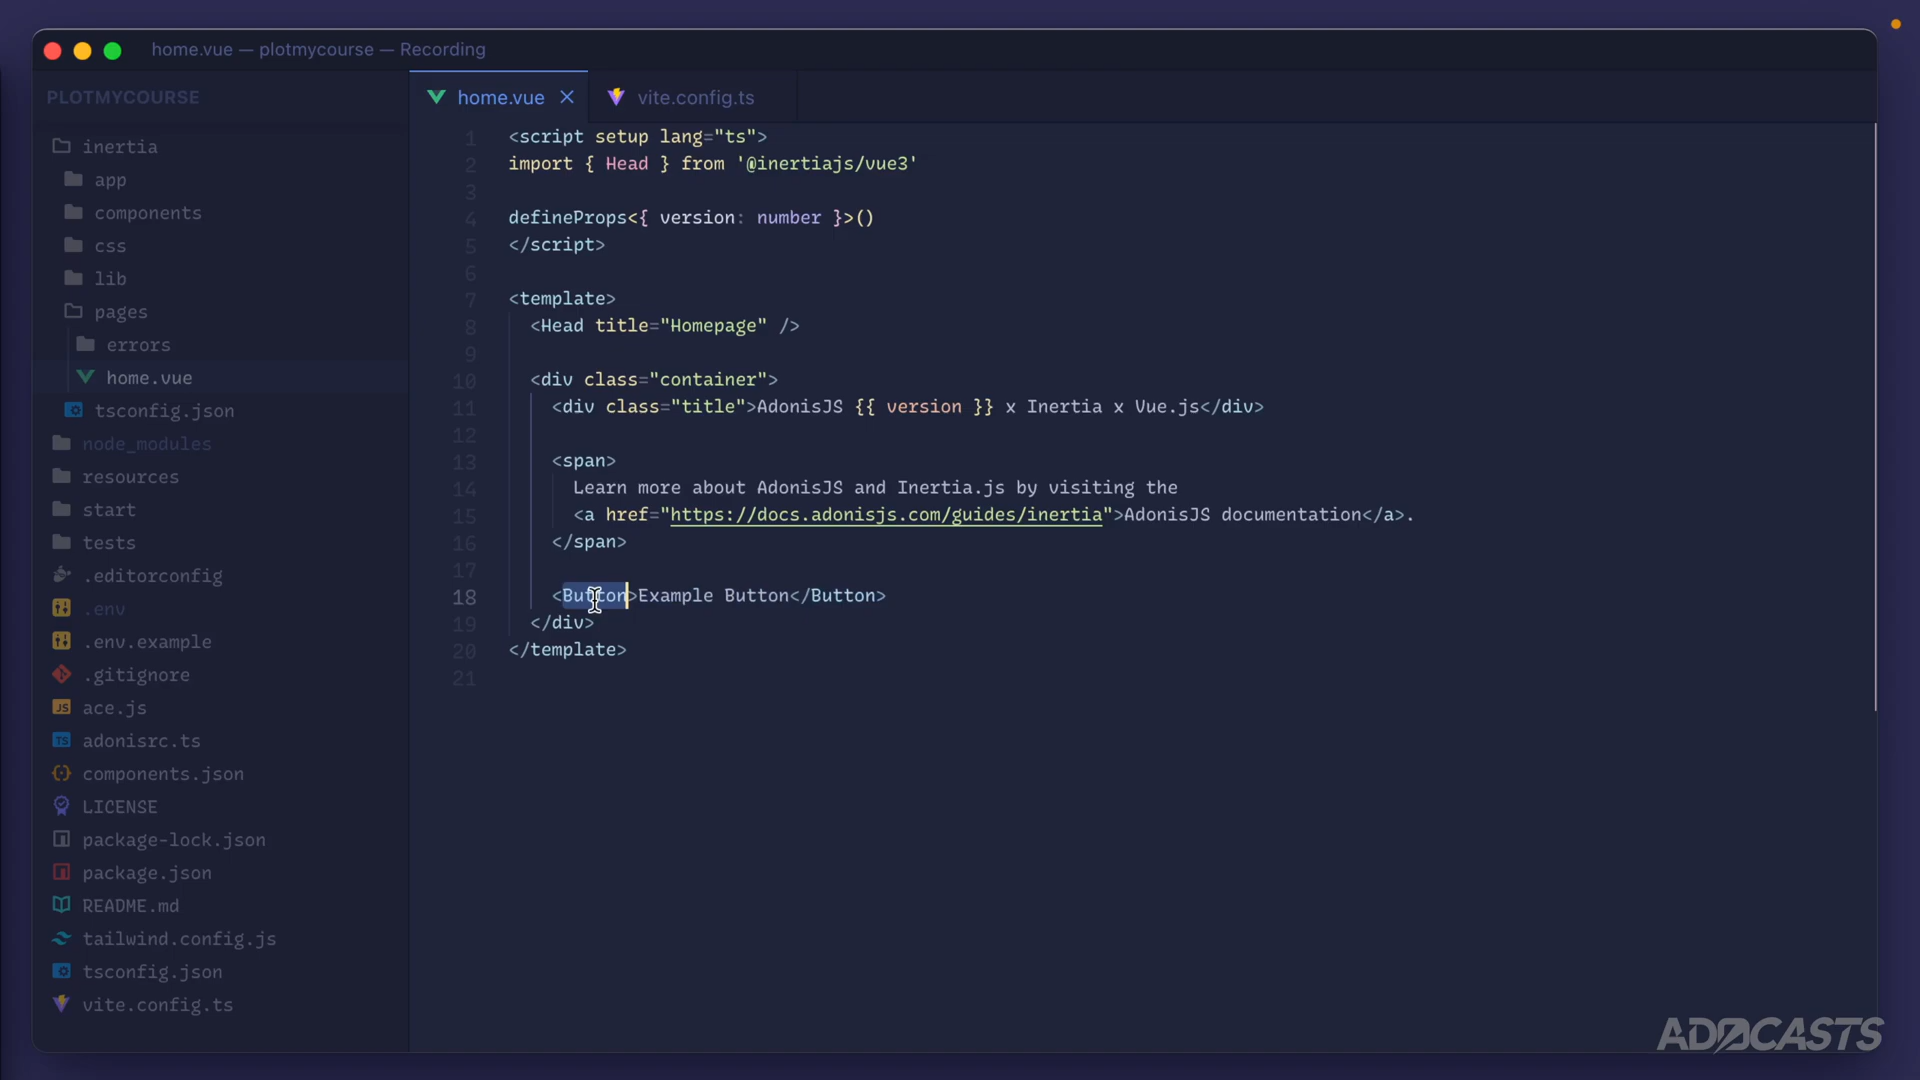 home.vue — plotmycourse — Recording
PLOTMYCOURSE
inertia
app
components
css
lib
pages
errors
home.vue
tsconfig.json
node_modules
resources
start
tests
.editorconfig
.env
.env.example
.gitignore
ace.js
adonisrc.ts
components.json
LICENSE
package-lock.json
package.json
README.md
tailwind.config.js
tsconfig.json
vite.config.ts
home.vue
vite.config.ts
1 <script setup lang="ts">
2 import { Head } from '@inertiajs/vue3'
3
4 defineProps<{ version: number }>()
5 </script>
6
7 <template>
8 <Head title="Homepage" />
9
10 <div class="container">
11 <div class="title">AdonisJS {{ version }} x Inertia x Vue.js</div>
12
13 <span>
14 Learn more about AdonisJS and Inertia.js by visiting the
15 <a href="https://docs.adonisjs.com/guides/inertia">AdonisJS documentation</a>.
16 </span>
17
18 <Button>Example Button</Button>
19 </div>
20 </template>
21
ADOCASTS